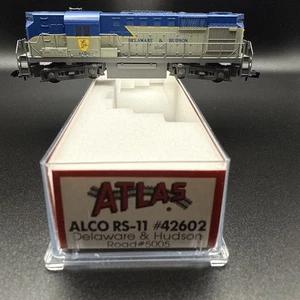 DELAWARE & HUDSON
ATLAS
ALCO RS-11 #42602
Delaware & Hudson
Road#5005